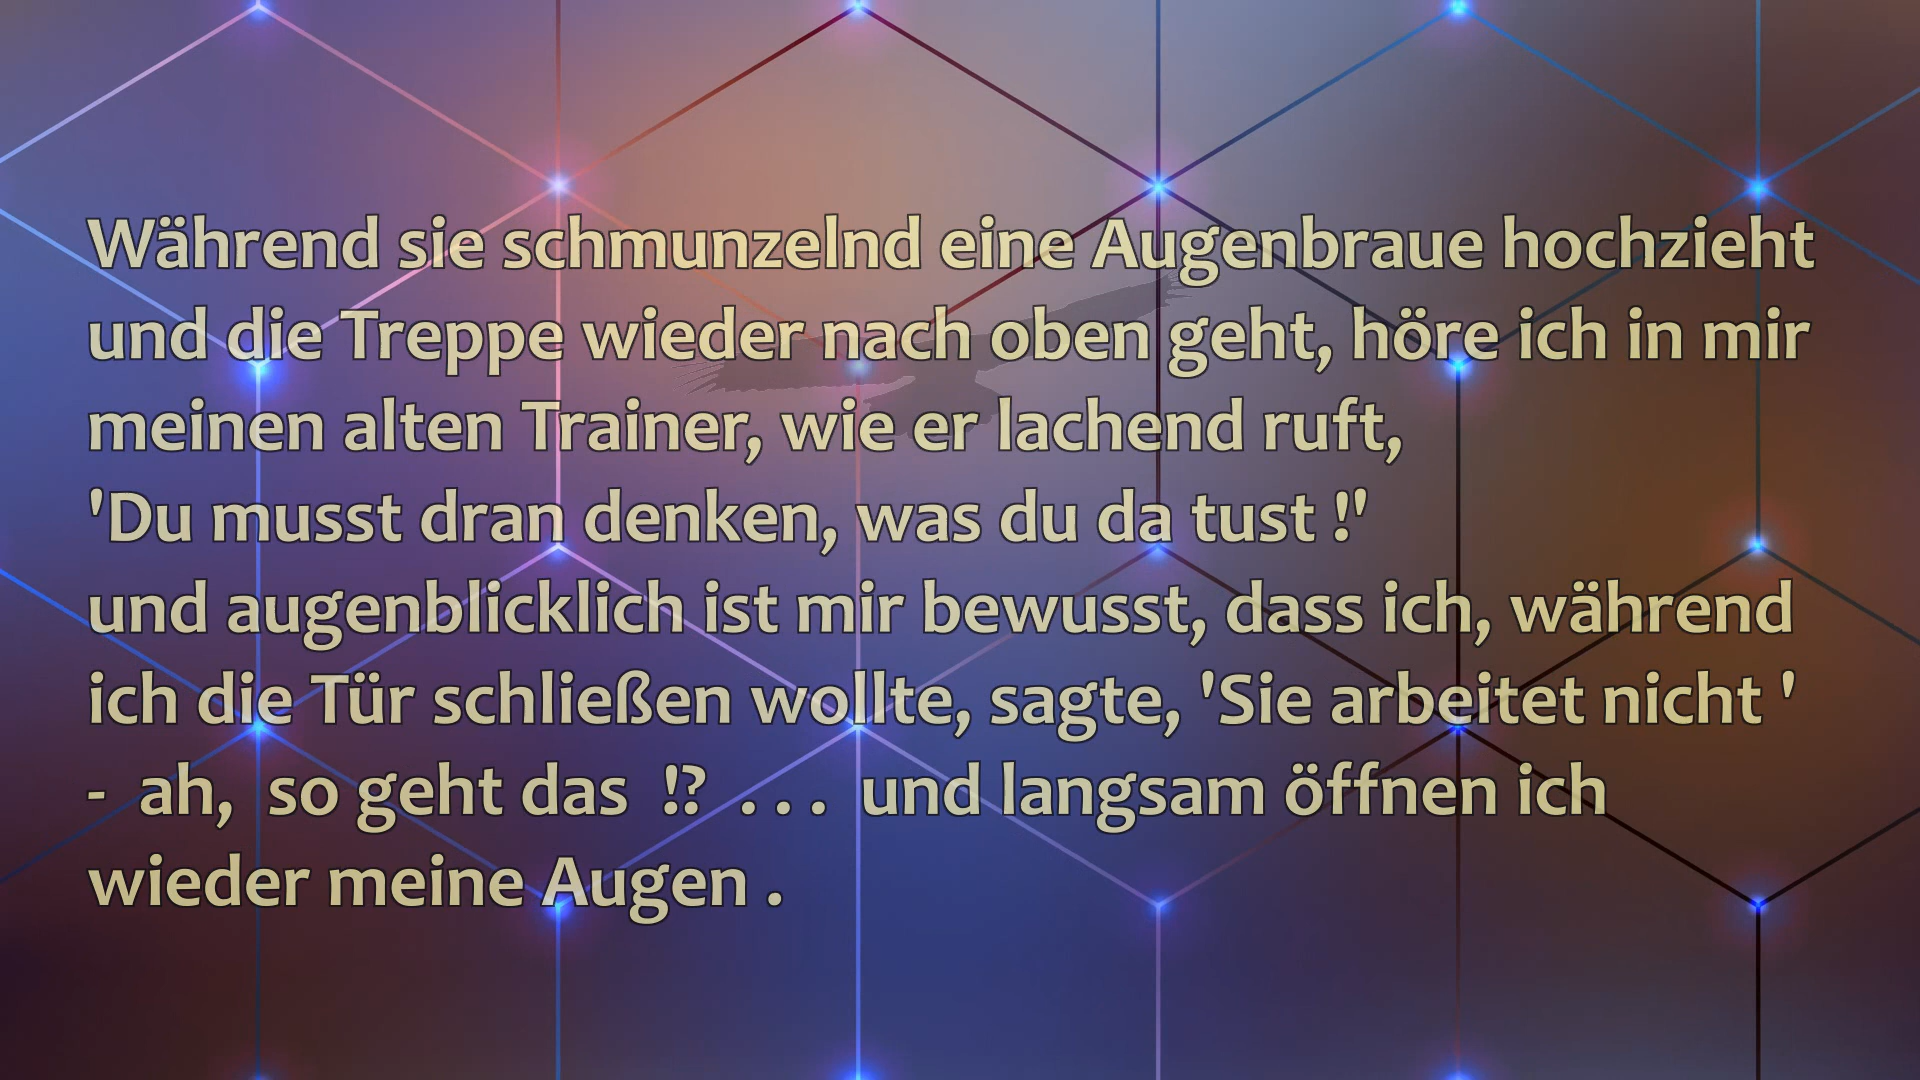 Während sie schmunzelnd eine Augenbraue hochzieht
und die Treppe wieder nach oben geht, höre ich in mir
meinen alten Trainer, wie er lachend ruft,
'Du musst dran denken, was du da tust !'
und augenblicklich ist mir bewusst, dass ich, während
ich die Tür schließen wollte, sagte, 'Sie arbeitet nicht '
-  ah,  so geht das  !?  . . .  und langsam öffnen ich
wieder meine Augen .